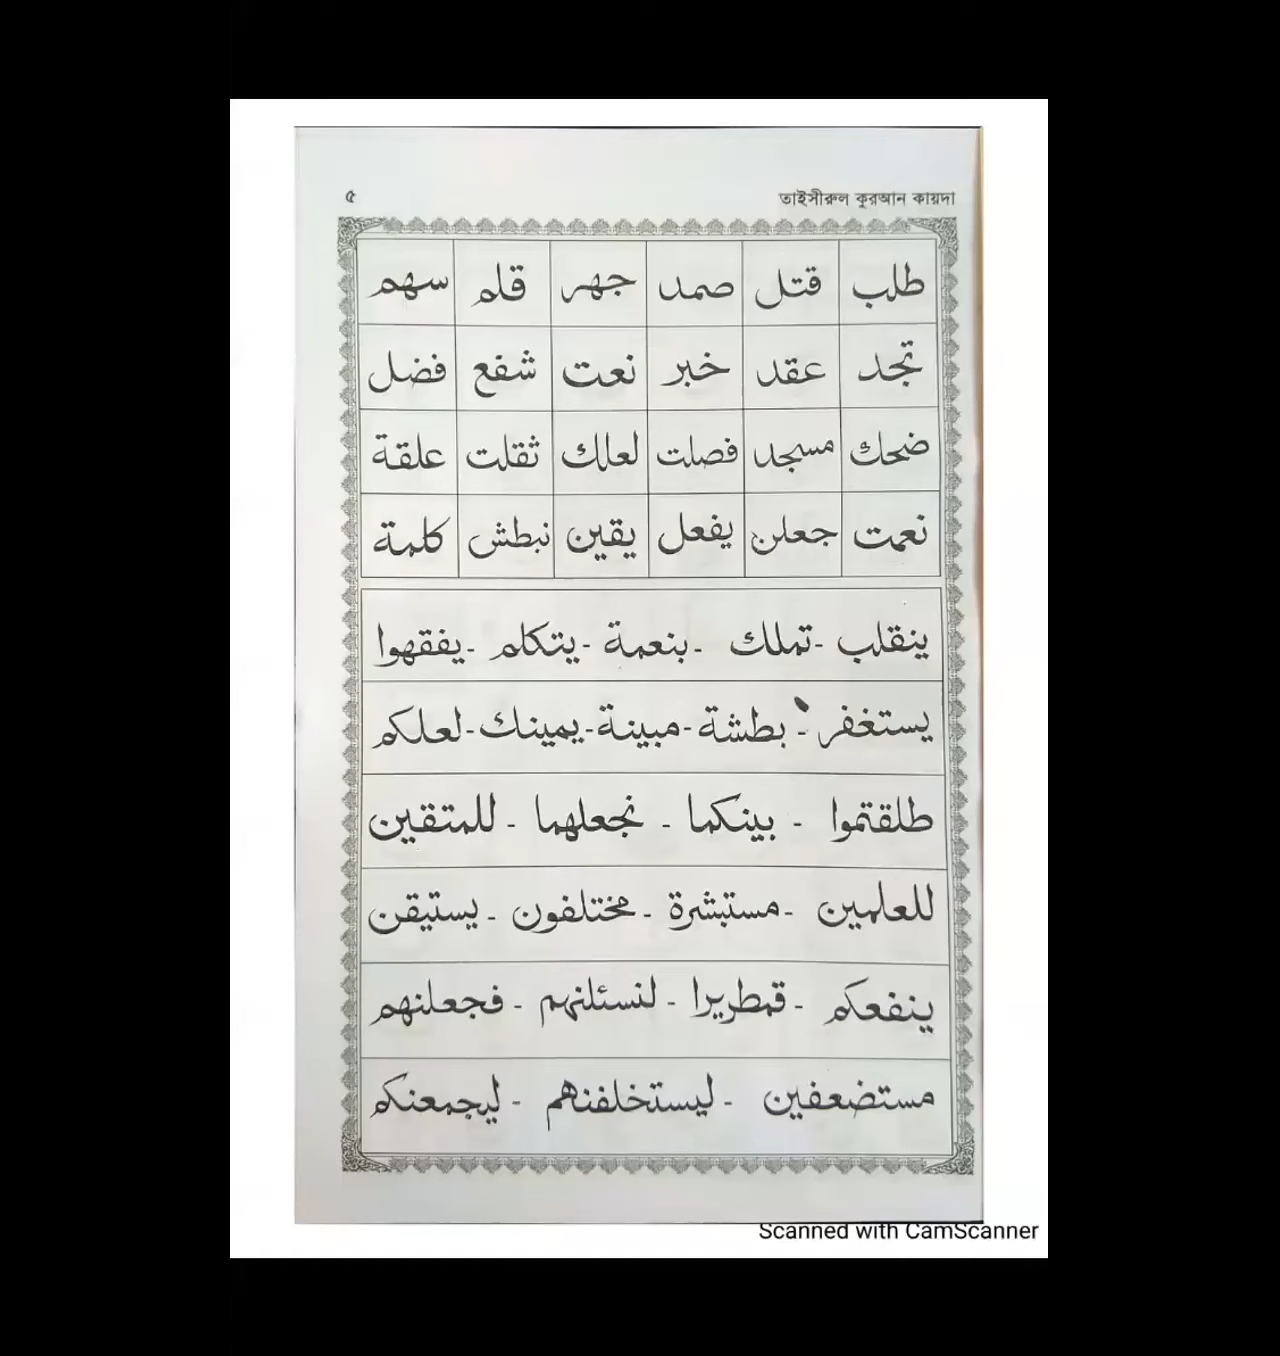 তাইসীরুল কুরআন কায়দা ৫
طلب قتل صمد جهر قلم سهم
تجد عقد خبر نعت شفع فضل
ضحك مسجد فصلت لعلك ثقلت علقة
نعمت جعلن يفعل يقين نبطش كلمة
ينقلب - تملك - بنعمة - يتكلم - يفقهوا
يستغفر - بطشة - مبينة - يمينك - لعلكم
طلقتموا - بينكما - نجعلهما - للمتقين
للعلمين - مستبشرة - مختلفون - يستيقن
ينفعكم - قمطريرا - لنسئلنهم - فجعلنهم
مستضعفين - ليستخلفنهم - ليجمعنكم
Scanned with CamScanner